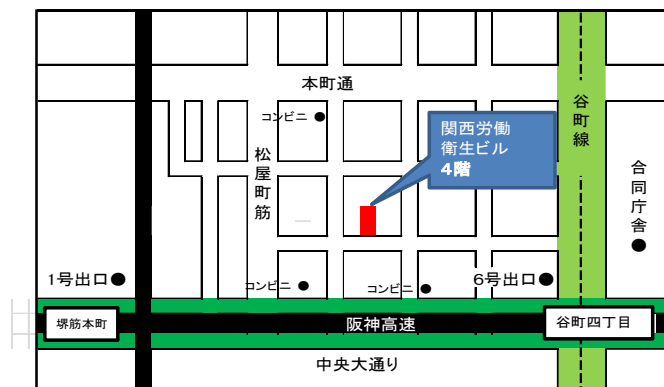 本町通
コンビニ
関西労働
衛生ビル
4階
谷町線
松屋町筋
合同庁舎
1号出口
コンビニ
コンビニ
6号出口
堺筋本町
阪神高速
谷町四丁目
中央大通り